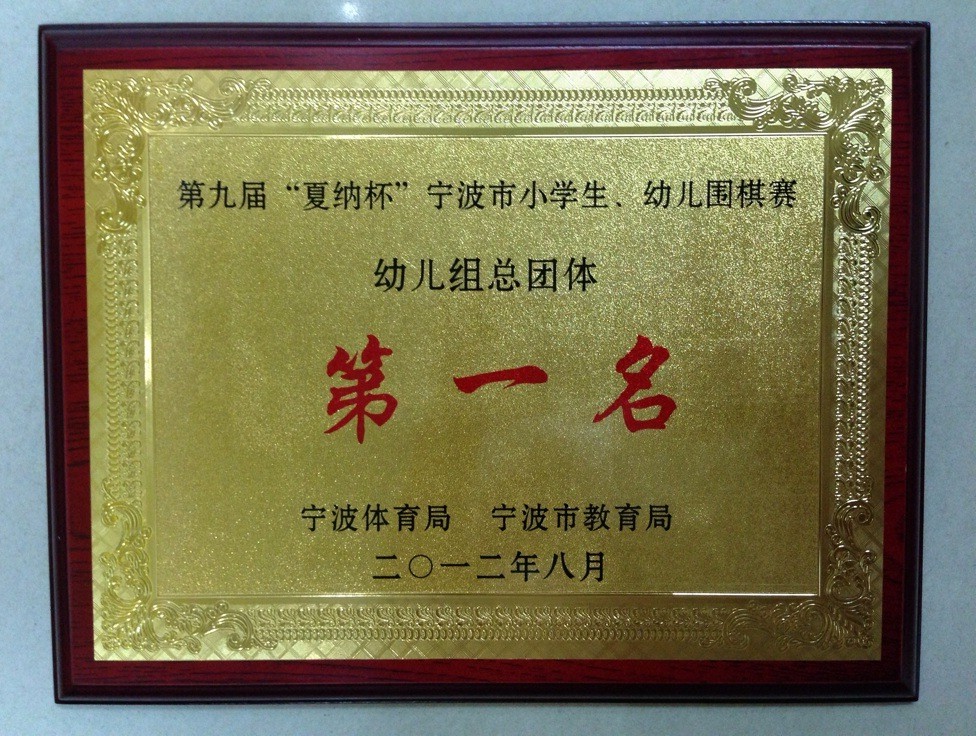 第九届“夏纳杯”宁波市小学生、幼儿围棋赛
幼儿组总团体
第一名
宁波体育局 宁波市教育局
二〇一二年八月